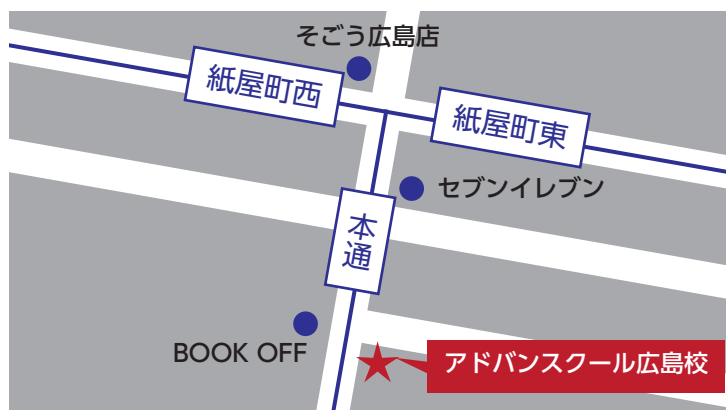 そごう広島店
紙屋町西
紙屋町東
セブンイレブン
本通
BOOK OFF
アドバンスクール広島校